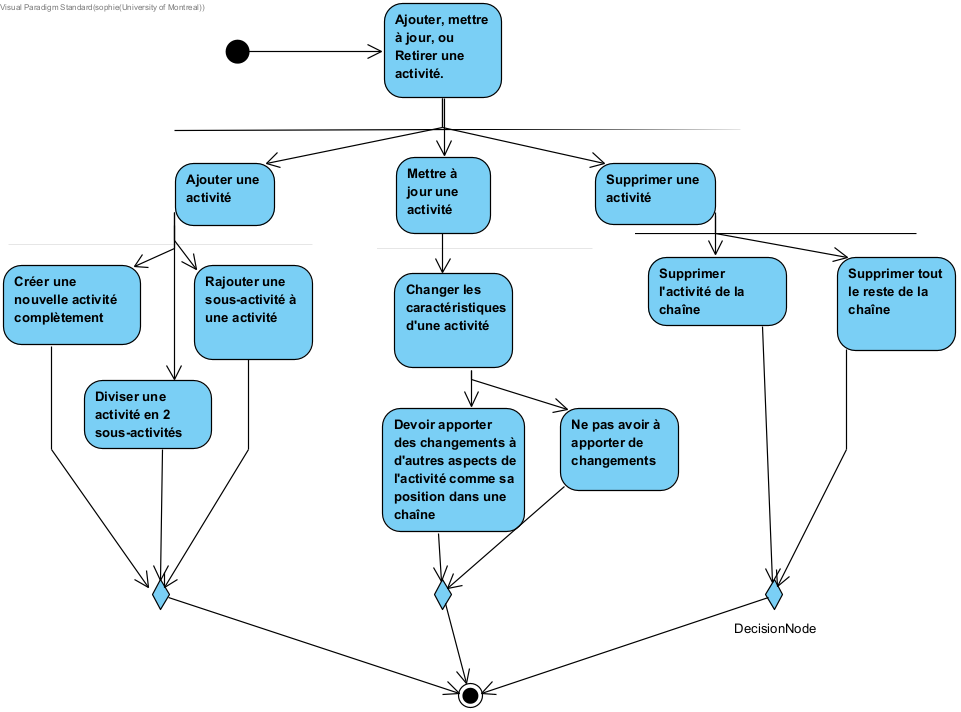 Visual Paradigm Standard(sophie(University of Montreal))
Ajouter, mettre
à jour, ou
Retirer une
activité.
Ajouter une
activité
Mettre à
jour une
activité
Supprimer une
activité
Créer une
nouvelle activité
complètement
Rajouter une
sous-activité à
une activité
Changer les
caractéristiques
d'une activité
Supprimer
l'activité de la
chaîne
Supprimer tout
le reste de la
chaîne
Diviser une
activité en 2
sous-activités
Devoir apporter
des changements à
d'autres aspects de
l'activité comme sa
position dans une
chaîne
Ne pas avoir à
apporter de
changements
DecisionNode